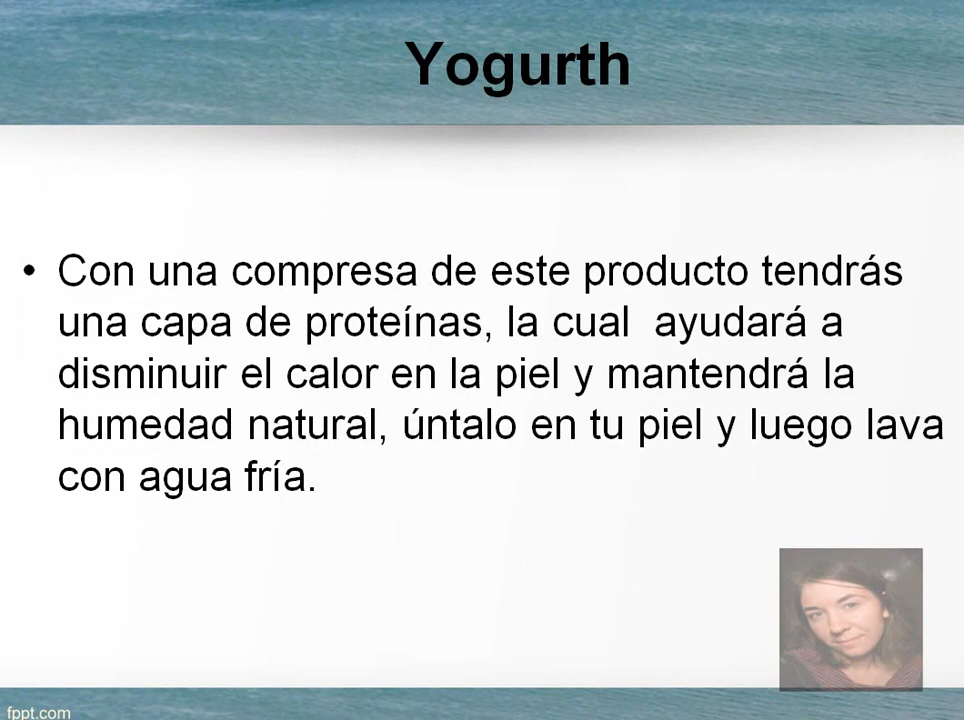 Yogurth
• Con una compresa de este producto tendrás
una capa de proteínas, la cual  ayudará a
disminuir el calor en la piel y mantendrá la
humedad natural, úntalo en tu piel y luego lava
con agua fría.
fppt.com